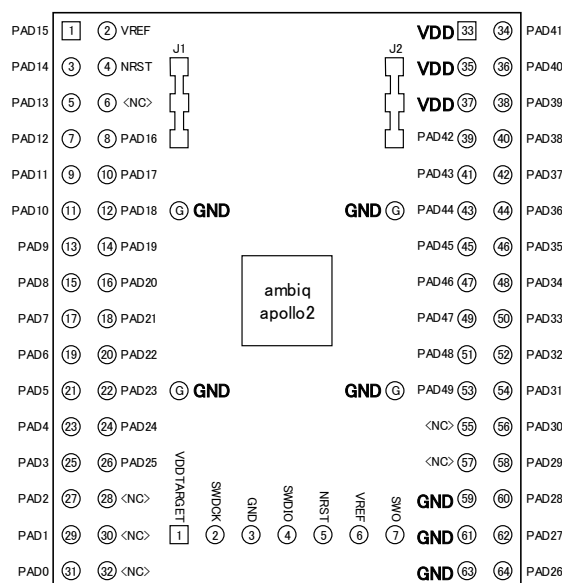 PAD15 1 2 VREF VDD 33 34 PAD41
J1 J2
PAD14 3 4 NRST VDD 35 36 PAD40
PAD13 5 6 <NC> VDD 37 38 PAD39
PAD12 7 8 PAD16 PAD42 39 40 PAD38
PAD11 9 10 PAD17 PAD43 41 42 PAD37
PAD10 11 12 PAD18 G GND GND G PAD44 43 44 PAD36
PAD9 13 14 PAD19 PAD45 45 46 PAD35
PAD8 15 16 PAD20 PAD46 47 48 PAD34
ambiq
apollo2
PAD7 17 18 PAD21 PAD47 49 50 PAD33
PAD6 19 20 PAD22 PAD48 51 52 PAD32
PAD5 21 22 PAD23 G GND GND G PAD49 53 54 PAD31
PAD4 23 24 PAD24 <NC> 55 56 PAD30
PAD3 25 26 PAD25 <NC> 57 58 PAD29
VDDTARGET SWDCK GND SWDIO NRST VREF SWO
PAD2 27 28 <NC> GND 59 60 PAD28
PAD1 29 30 <NC> 1 2 3 4 5 6 7 GND 61 62 PAD27
PAD0 31 32 <NC> GND 63 64 PAD26